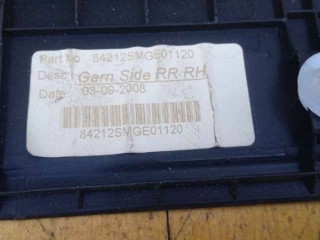 Part No 84212SMGE01120
Desc Garn Side RR RH
Date 03-09-2008
84212SMGE01120